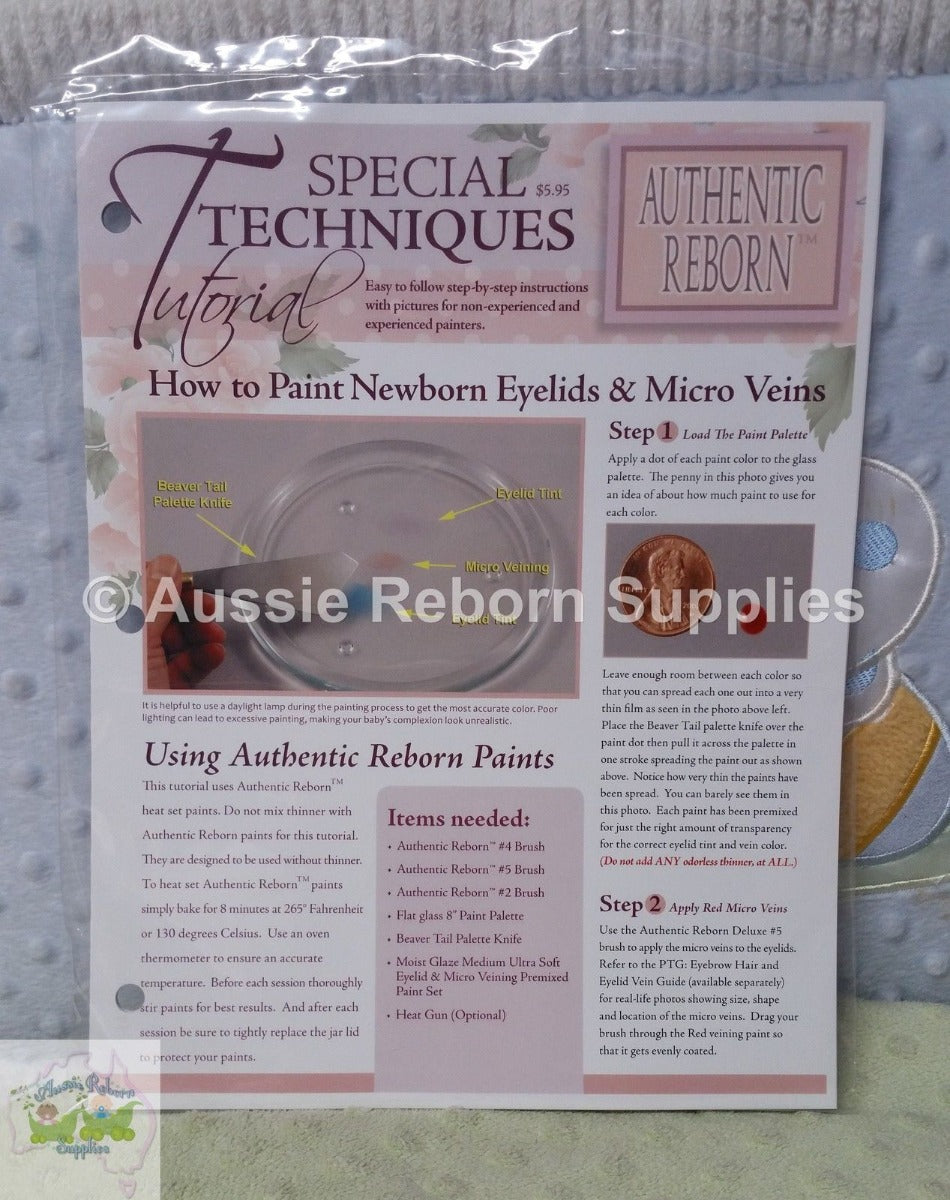 SPECIAL $5.95
TECHNIQUES
Tutorial
Easy to follow step-by-step instructions
with pictures for non-experienced and
experienced painters.
AUTHENTIC
REBORN™
How to Paint Newborn Eyelids & Micro Veins
Beaver Tail
Palette Knife
Eyelid Tint
Micro Veining
Eyelid Tint
It is helpful to use a daylight lamp during the painting process to get the most accurate color. Poor
lighting can lead to excessive painting, making your baby's complexion look unrealistic.
Using Authentic Reborn Paints
This tutorial uses Authentic Reborn™
heat set paints. Do not mix thinner with
Authentic Reborn paints for this tutorial.
They are designed to be used without thinner.
To heat set Authentic Reborn™ paints
simply bake for 8 minutes at 265° Fahrenheit
or 130 degrees Celsius. Use an oven
thermometer to ensure an accurate
temperature. Before each session thoroughly
stir paints for best results. And after each
session be sure to tightly replace the jar lid
to protect your paints.
Items needed:
• Authentic Reborn™ #4 Brush
• Authentic Reborn™ #5 Brush
• Authentic Reborn™ #2 Brush
• Flat glass 8" Paint Palette
• Beaver Tail Palette Knife
• Moist Glaze Medium Ultra Soft
Eyelid & Micro Veining Premixed
Paint Set
• Heat Gun (Optional)
Step 1 Load The Paint Palette
Apply a dot of each paint color to the glass
palette. The penny in this photo gives you
an idea of about how much paint to use for
each color.
Leave enough room between each color so
that you can spread each one out into a very
thin film as seen in the photo above left.
Place the Beaver Tail palette knife over the
paint dot then pull it across the palette in
one stroke spreading the paint out as shown
above. Notice how very thin the paints have
been spread. You can barely see them in
this photo. Each paint has been premixed
for just the right amount of transparency
for the correct eyelid tint and vein color.
(Do not add ANY odorless thinner, at ALL.)
Step 2 Apply Red Micro Veins
Use the Authentic Reborn Deluxe #5
brush to apply the micro veins to the eyelids.
Refer to the PTG: Eyebrow Hair and
Eyelid Vein Guide (available separately)
for real-life photos showing size, shape
and location of the micro veins. Drag your
brush through the Red veining paint so
that it gets evenly coated.
© Aussie Reborn Supplies
Aussie Reborn
Supplies